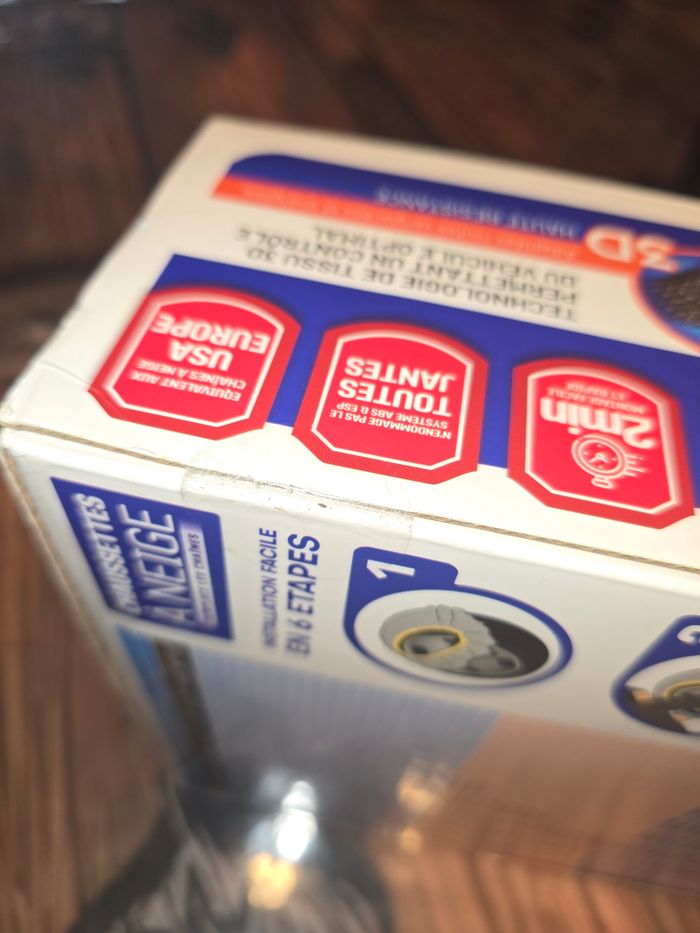 3D
HAUTE RÉSISTANCE
TECHNOLOGIE DE TISSU 3D
PERMETTANT UN CONTRÔLE
DU VÉHICULE OPTIMAL
2min
MONTAGE FACILE
ET RAPIDE
N'ENDOMMAGE PAS LE
SYSTÈME ABS & ESP
TOUTES
JANTES
ÉQUIVALENT AUX
CHAÎNES À NEIGE
USA
EUROPE
CHAUSSETTES
À NEIGE
INSTALLATION FACILE
EN 6 ETAPES
1